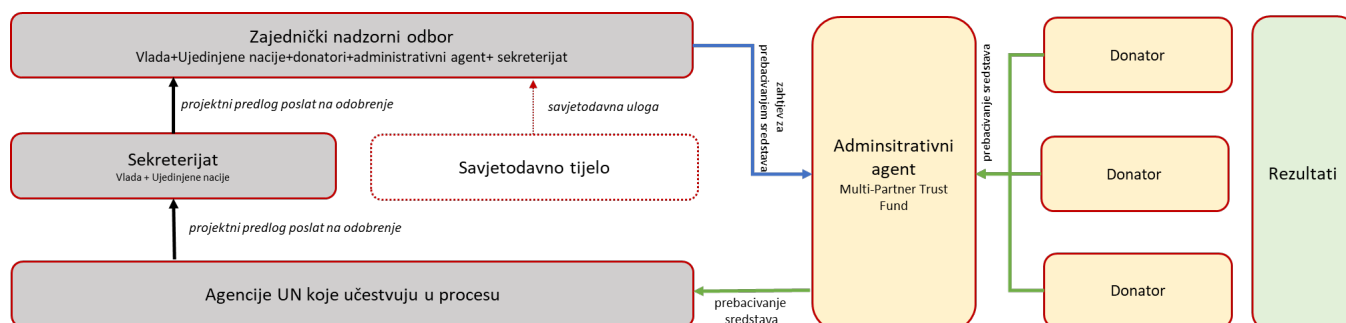 Zajednički nadzorni odbor
Vlada+Ujedinjene nacije+donatori+administrativni agent+ sekreterijat
projektni predlog poslat na odobrenje
savjetodavna uloga
Sekreterijat
Vlada + Ujedinjene nacije
Savjetodavno tijelo
projektni predlog poslat na odobrenje
Agencije UN koje učestvuju u procesu
zahtjev za
prebacivanjem sredstava
prebacivanje
sredstava
Adminsitrativni
agent
Multi-Partner Trust
Fund
prebacivanje sredstava
Donator
Donator
Donator
Rezultati